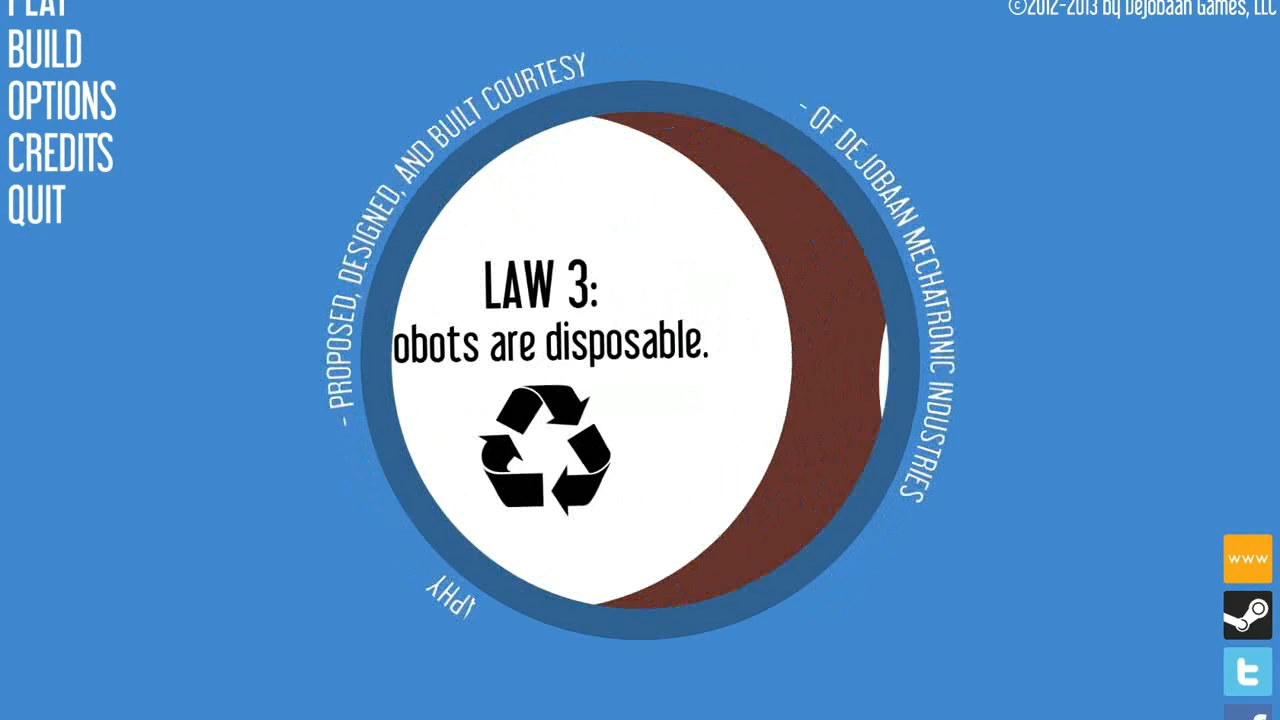 PLAY
BUILD
OPTIONS
CREDITS
QUIT
©2012-2013 by Dejobaan Games, LLC
- PROPOSED, DESIGNED, AND BUILT COURTESY
- OF DEJOBAAN MECHATRONIC INDUSTRIES
LAW 3:
obots are disposable.
www